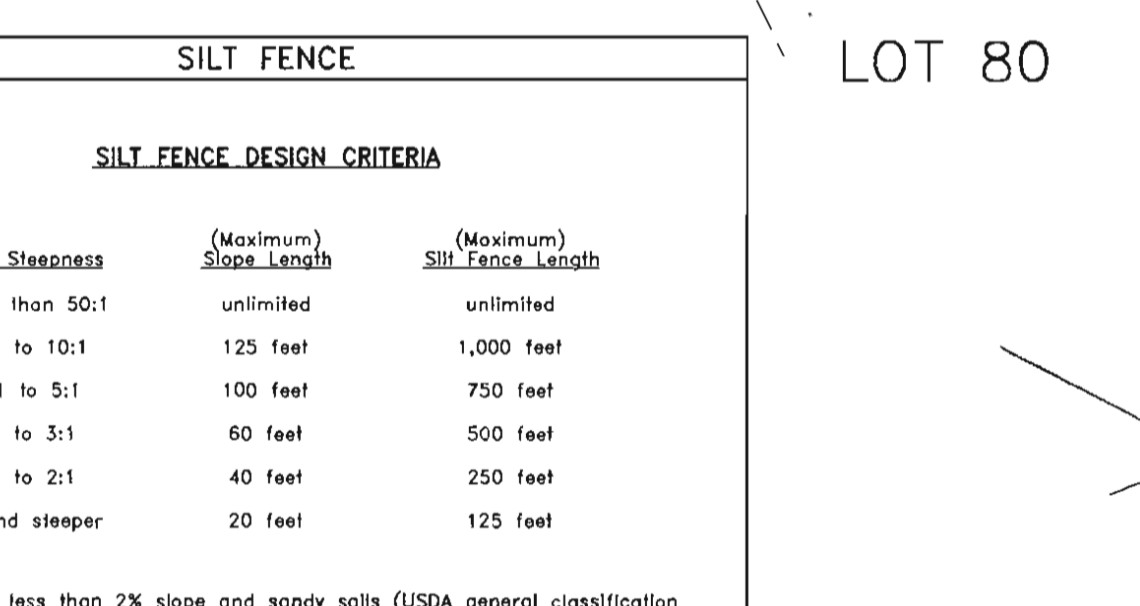 SILT FENCE
LOT 80
SILT FENCE DESIGN CRITERIA
(Maximum) (Moximum)
Steepness Slope Length Silt Fence Length
than 50:1 unlimited unlimited
to 10:1 125 feet 1,000 feet
to 5:1 100 feet 750 feet
to 3:1 60 feet 500 feet
to 2:1 40 feet 250 feet
steeper 20 feet 125 feet
less than 2% slope and sandy soils (USDA general classification